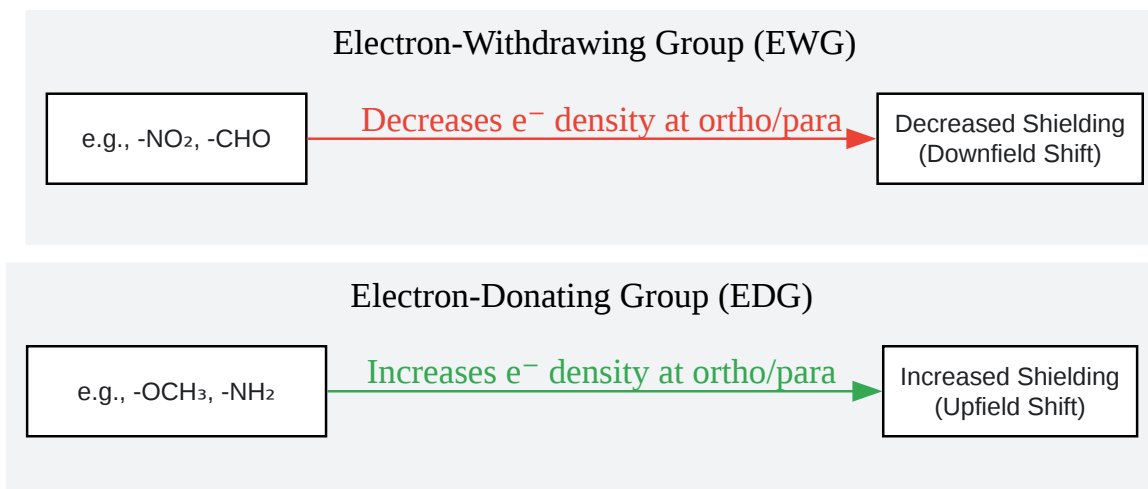 Electron-Withdrawing Group (EWG)
e.g., -NO₂, -CHO
Decreases e⁻ density at ortho/para
Decreased Shielding
(Downfield Shift)
Electron-Donating Group (EDG)
e.g., -OCH₃, -NH₂
Increases e⁻ density at ortho/para
Increased Shielding
(Upfield Shift)